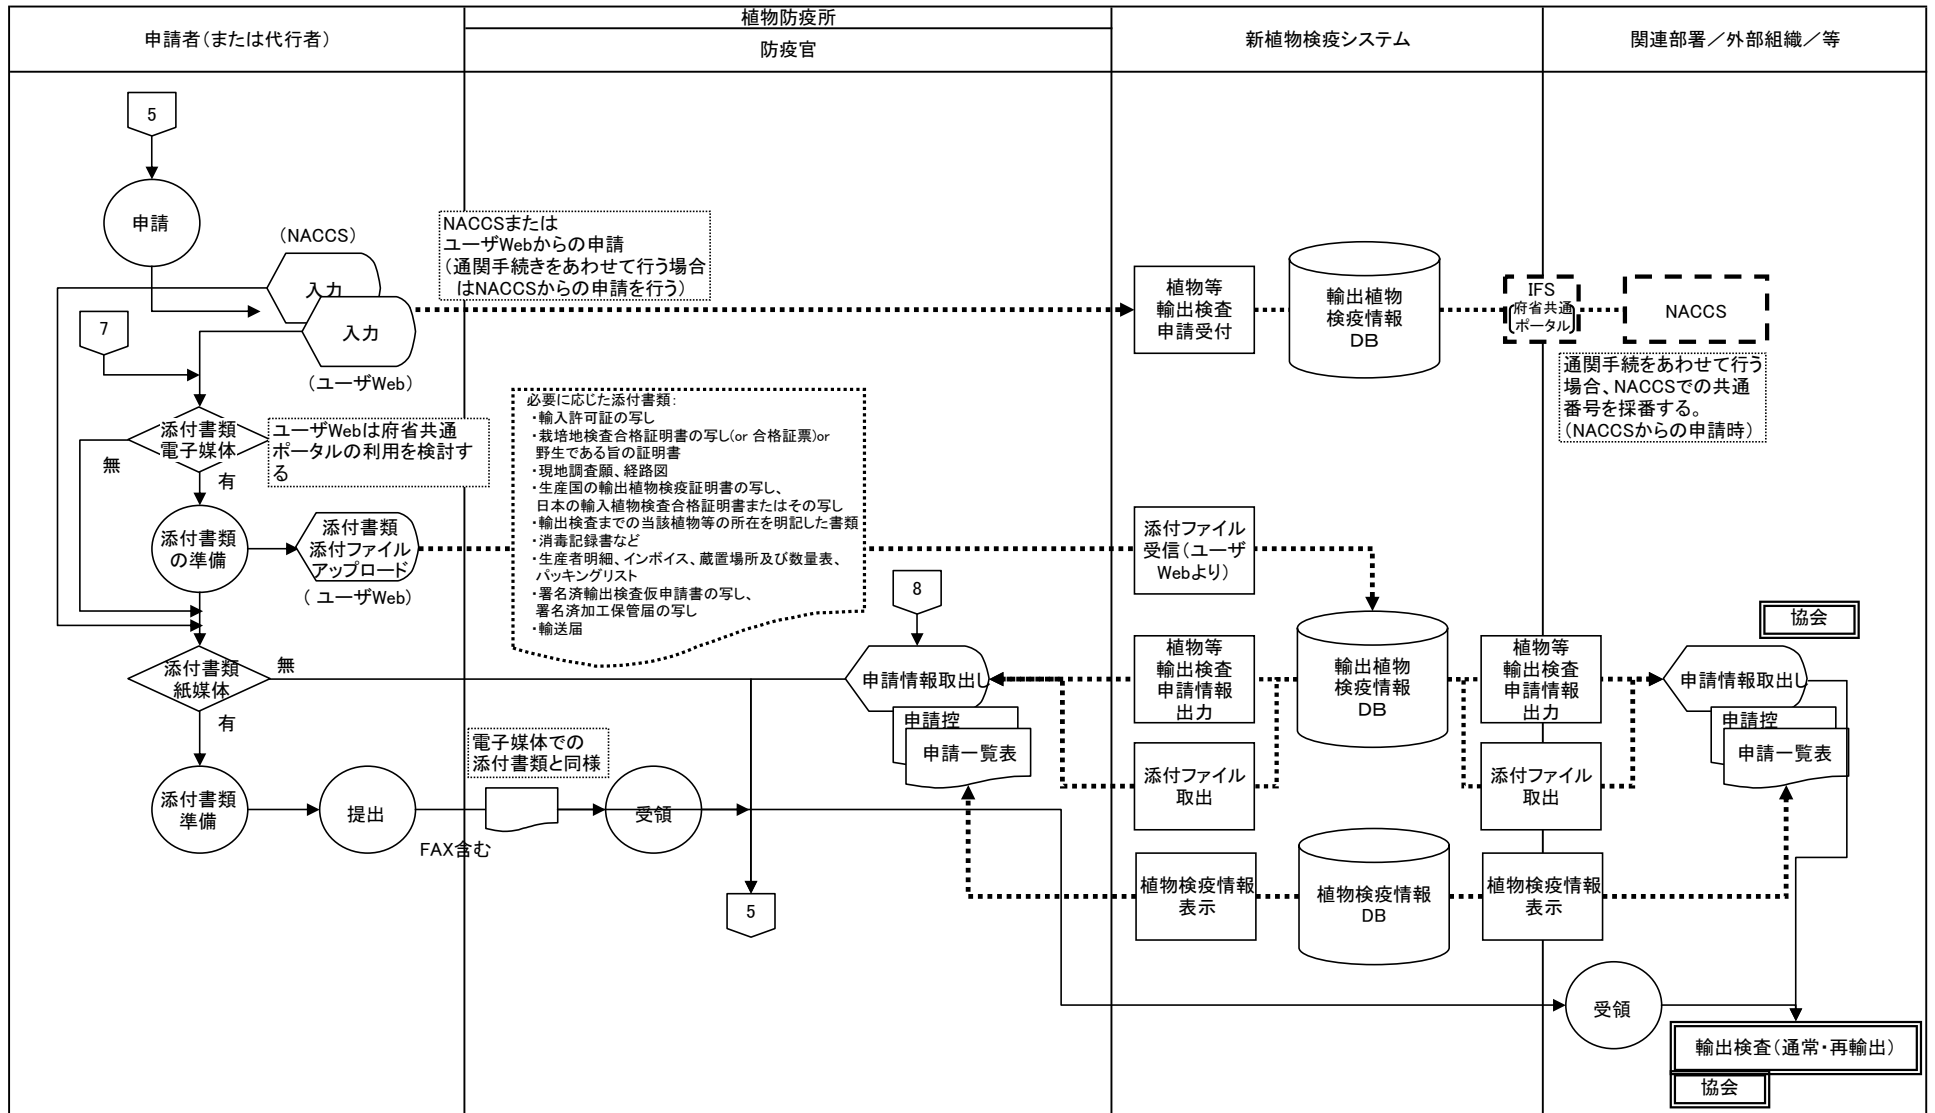 申請者(または代行者)
植物防疫所
防疫官
新植物検疫システム
関連部署／外部組織／等
5
申請
(NACCS)
入力
入力
(ユーザWeb)
NACCSまたは
ユーザWebからの申請
(通関手続きをあわせて行う場合
はNACCSからの申請を行う)
植物等
輸出検査
申請受付
輸出植物
検疫情報
DB
IFS
(府省共通
ポータル)
NACCS
通関手続をあわせて行う
場合、NACCSでの共通
番号を採番する。
(NACCSからの申請時)
7
添付書類
電子媒体
無
有
ユーザWebは府省共通
ポータルの利用を検討す
る
必要に応じた添付書類:
・輸入許可証の写し
・栽培地検査合格証明書の写し(or 合格証票)or
野生である旨の証明書
・現地調査願、経路図
・生産国の輸出植物検疫証明書の写し、
日本の輸入植物検査合格証明書またはその写し
・輸出検査までの当該植物等の所在を明記した書類
・消毒記録書など
・生産者明細、インボイス、蔵置場所及び数量表、
パッキングリスト
・署名済輸出検査仮申請書の写し、
署名済加工保管届の写し
・輸送届
添付書類
の準備
添付書類
添付ファイル
アップロード
( ユーザWeb)
添付ファイル
受信(ユーザ
Webより)
8
協会
添付書類
紙媒体
無
有
申請情報取出し
申請控
申請一覧表
植物等
輸出検査
申請情報
出力
輸出植物
検疫情報
DB
植物等
輸出検査
申請情報
出力
申請情報取出し
申請控
申請一覧表
電子媒体での
添付書類と同様
添付ファイル
取出
添付ファイル
取出
添付書類
準備
提出
FAX含む
受領
5
植物検疫情報
表示
植物検疫情報
DB
植物検疫情報
表示
受領
輸出検査(通常・再輸出)
協会